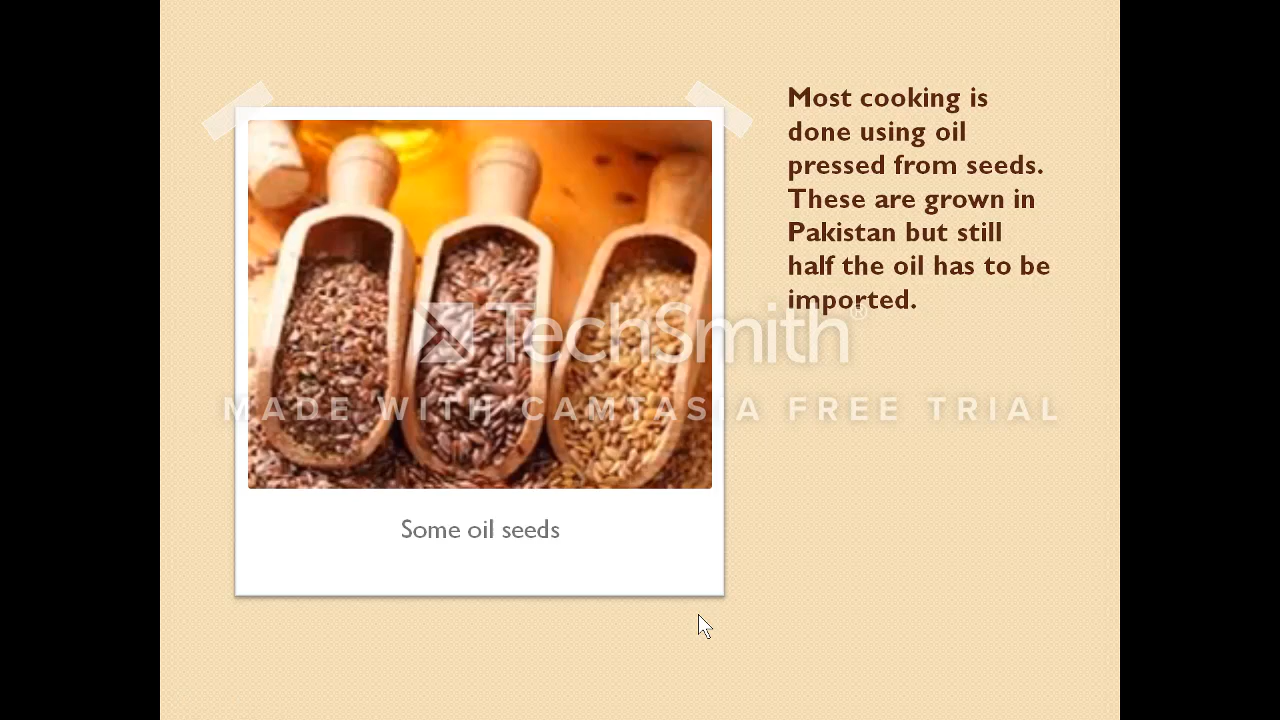 Most cooking is
done using oil
pressed from seeds.
These are grown in
Pakistan but still
half the oil has to be
imported.
TechSmith®
MADE WITH CAMTASIA FREE TRIAL
Some oil seeds